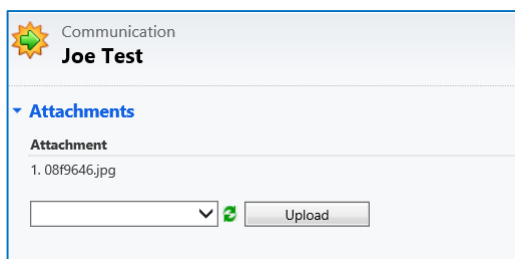 Communication
Joe Test
Attachments
Attachment
1. 08f9646.jpg
Upload